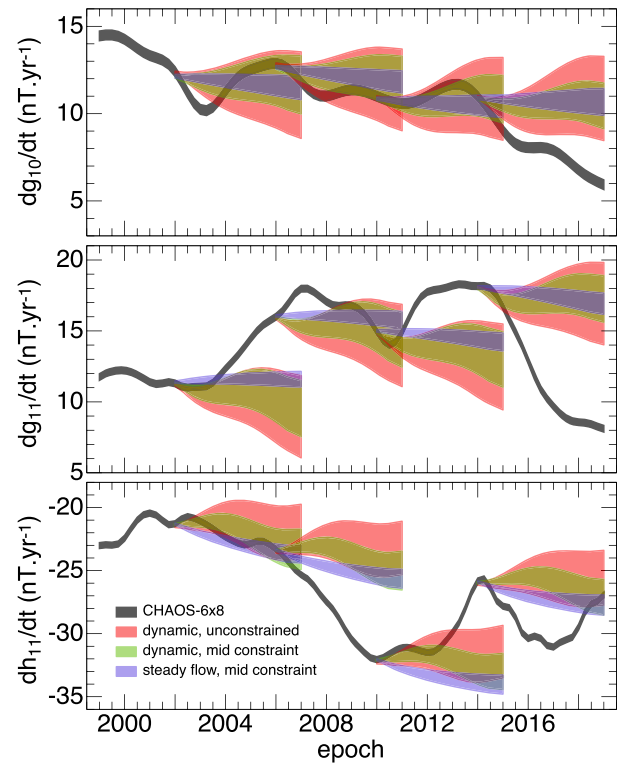 15
10
5
dg10/dt (nT.yr-1)
20
15
10
5
dg11/dt (nT.yr-1)
-20
-25
-30
-35
dh11/dt (nT.yr-1)
CHAOS-6x8
dynamic, unconstrained
dynamic, mid constraint
steady flow, mid constraint
2000 2004 2008 2012 2016
epoch